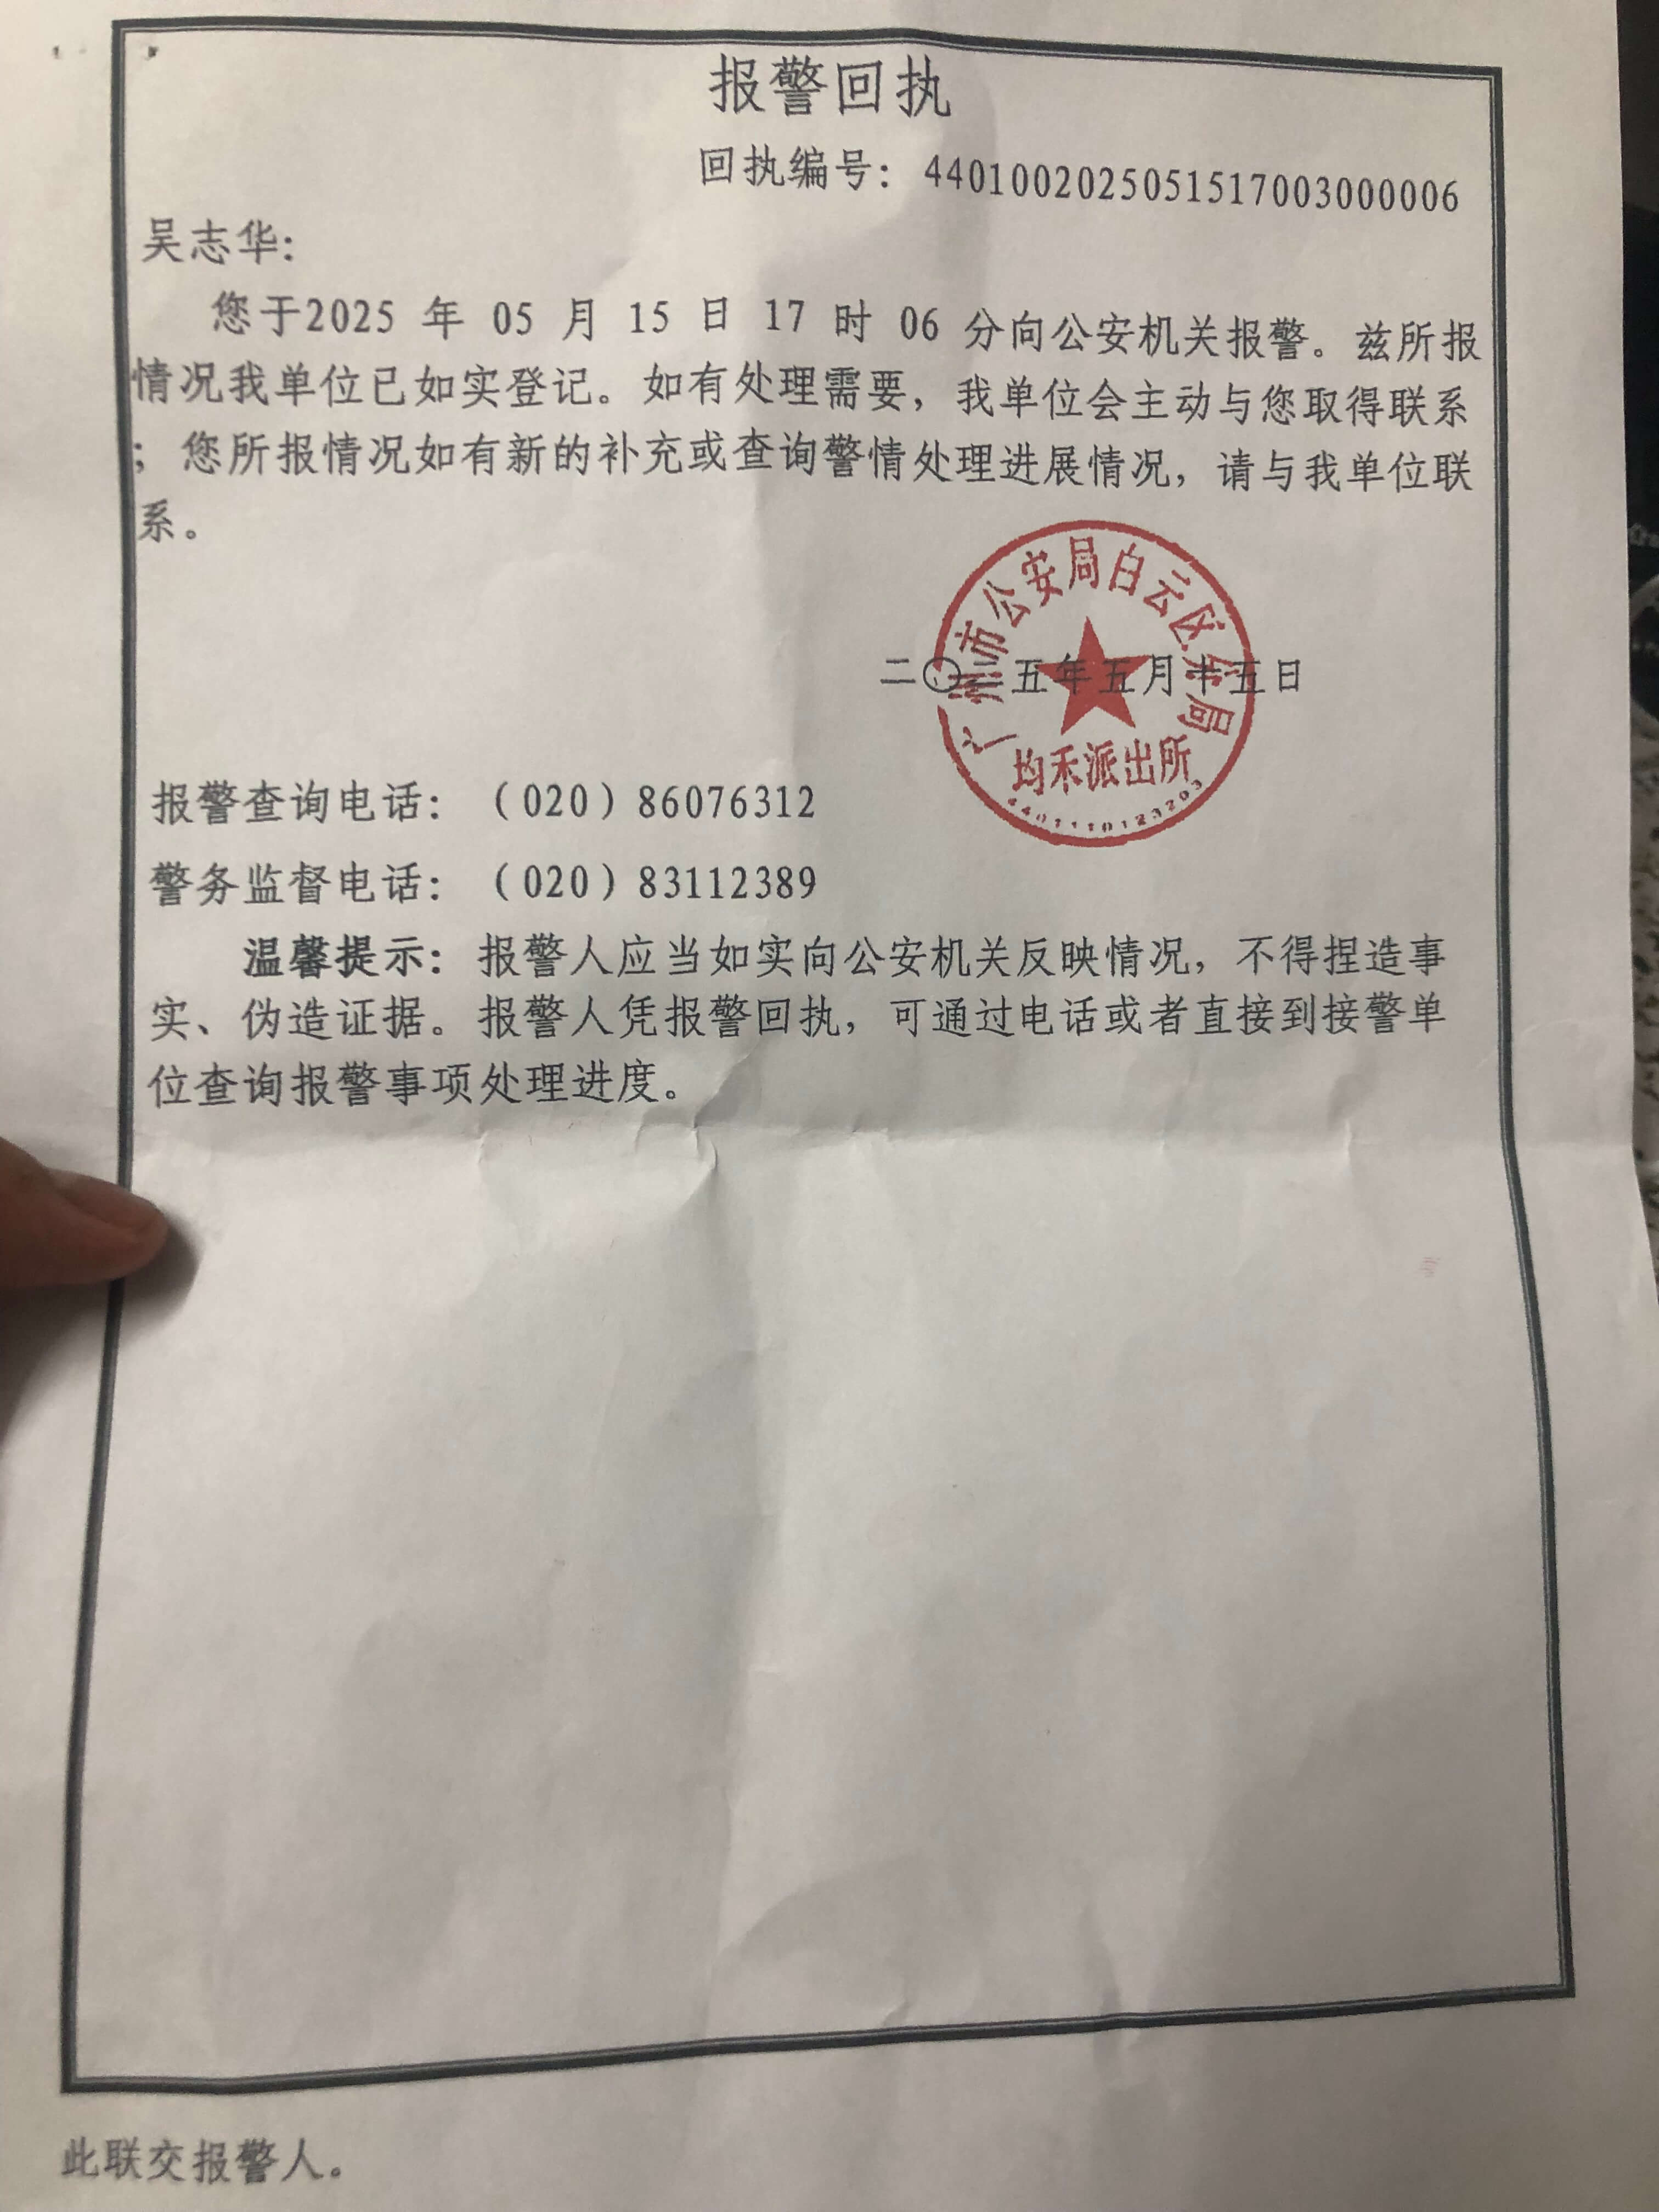 报警回执
回执编号：4401002025051517003000006
吴志华：
您于2025 年 05 月 15 日 17 时 06 分向公安机关报警。兹所报
情况我单位已如实登记。如有处理需要，我单位会主动与您取得联系
；您所报情况如有新的补充或查询警情处理进展情况，请与我单位联
系。
广州市公安局白云区分局
二〇二五年五月十五日
均禾派出所
4401110123203
报警查询电话：（020）86076312
警务监督电话：（020）83112389
温馨提示：报警人应当如实向公安机关反映情况，不得捏造事
实、伪造证据。报警人凭报警回执，可通过电话或者直接到接警单
位查询报警事项处理进度。
此联交报警人。